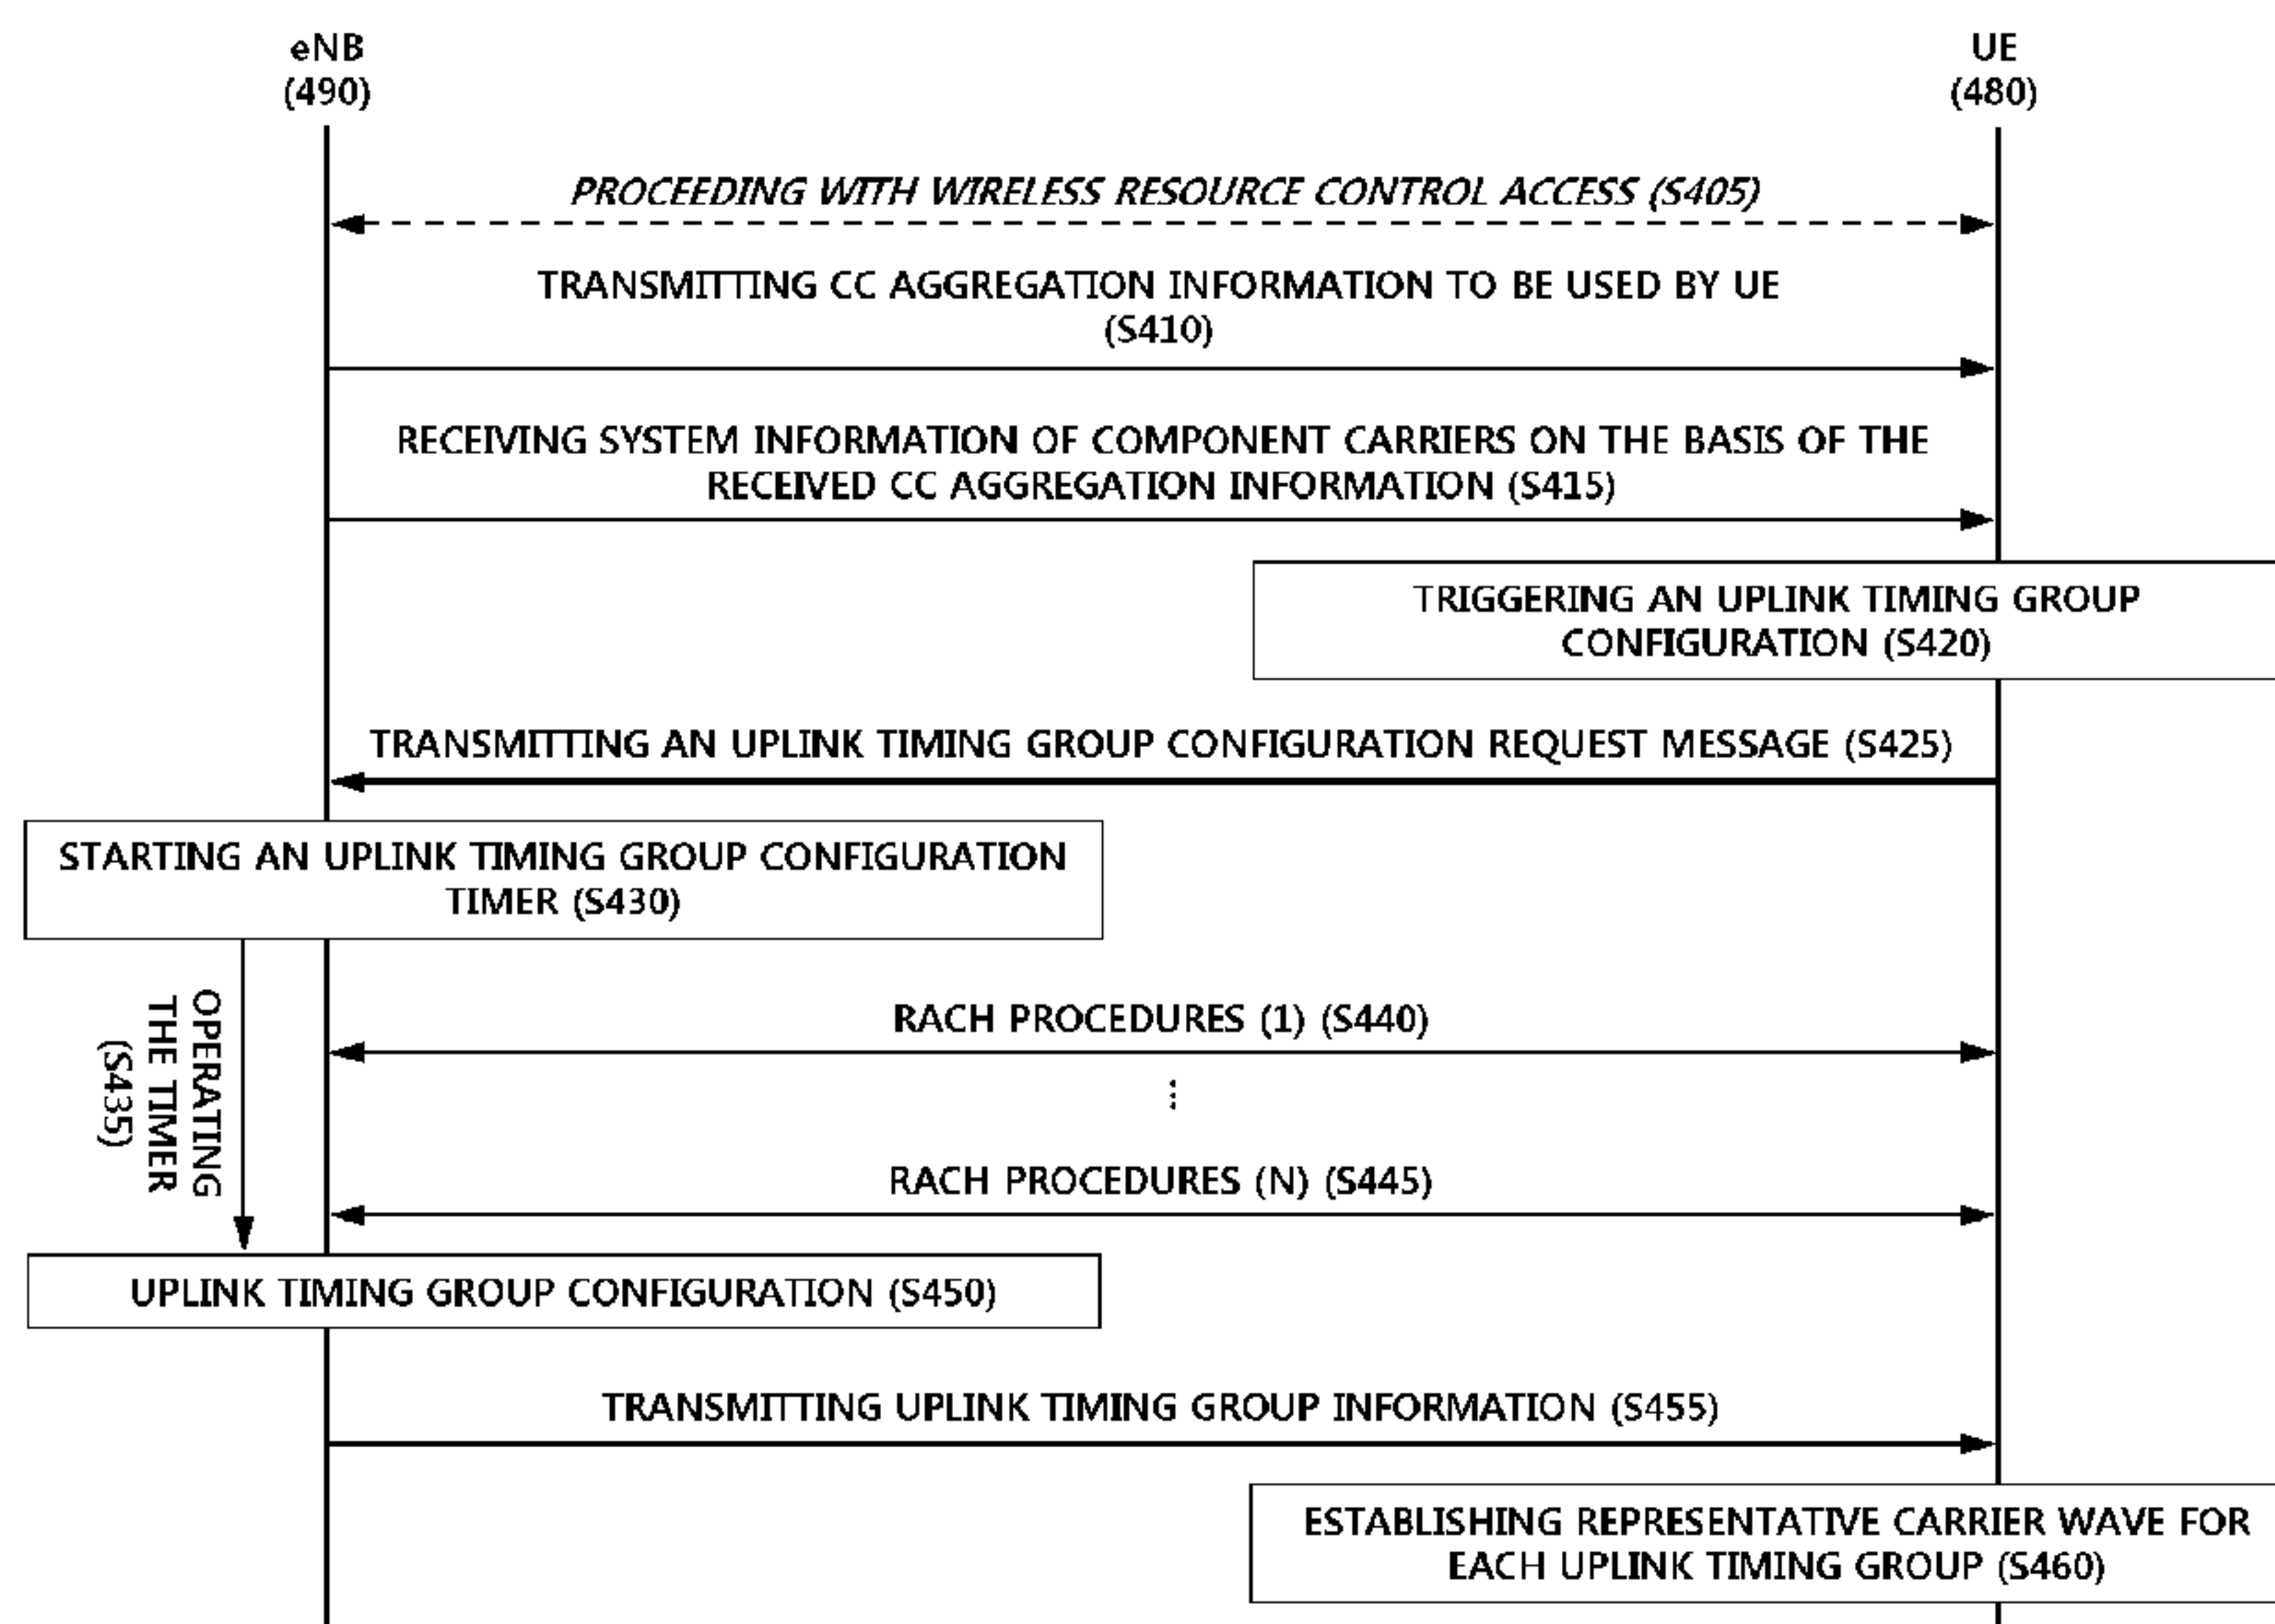 eNB
(490)
UE
(480)
PROCEEDING WITH WIRELESS RESOURCE CONTROL ACCESS (S405)
TRANSMITTING CC AGGREGATION INFORMATION TO BE USED BY UE
(S410)
RECEIVING SYSTEM INFORMATION OF COMPONENT CARRIERS ON THE BASIS OF THE
RECEIVED CC AGGREGATION INFORMATION (S415)
TRIGGERING AN UPLINK TIMING GROUP
CONFIGURATION (S420)
TRANSMITTING AN UPLINK TIMING GROUP CONFIGURATION REQUEST MESSAGE (S425)
STARTING AN UPLINK TIMING GROUP CONFIGURATION
TIMER (S430)
OPERATING
THE TIMER
(S435)
RACH PROCEDURES (1) (S440)
⋮
RACH PROCEDURES (N) (S445)
UPLINK TIMING GROUP CONFIGURATION (S450)
TRANSMITTING UPLINK TIMING GROUP INFORMATION (S455)
ESTABLISHING REPRESENTATIVE CARRIER WAVE FOR
EACH UPLINK TIMING GROUP (S460)